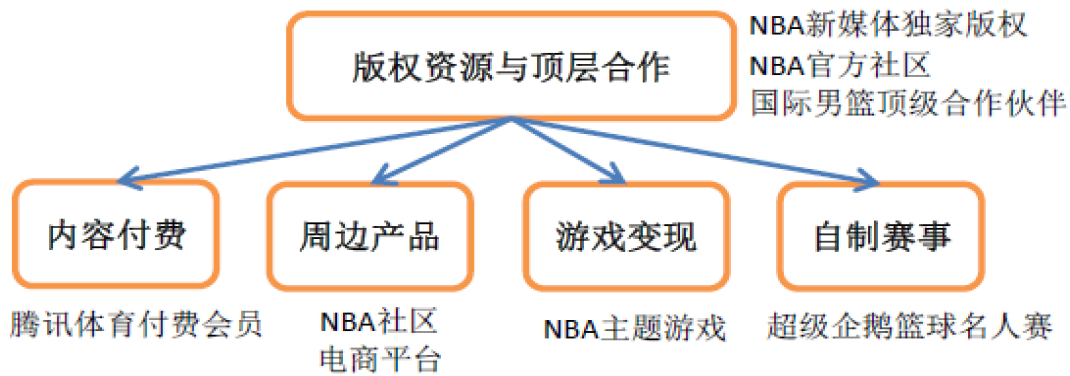 版权资源与顶层合作
NBA新媒体独家版权
NBA官方社区
国际男篮顶级合作伙伴
内容付费
周边产品
游戏变现
自制赛事
腾讯体育付费会员
NBA社区
电商平台
NBA主题游戏
超级企鹅篮球名人赛